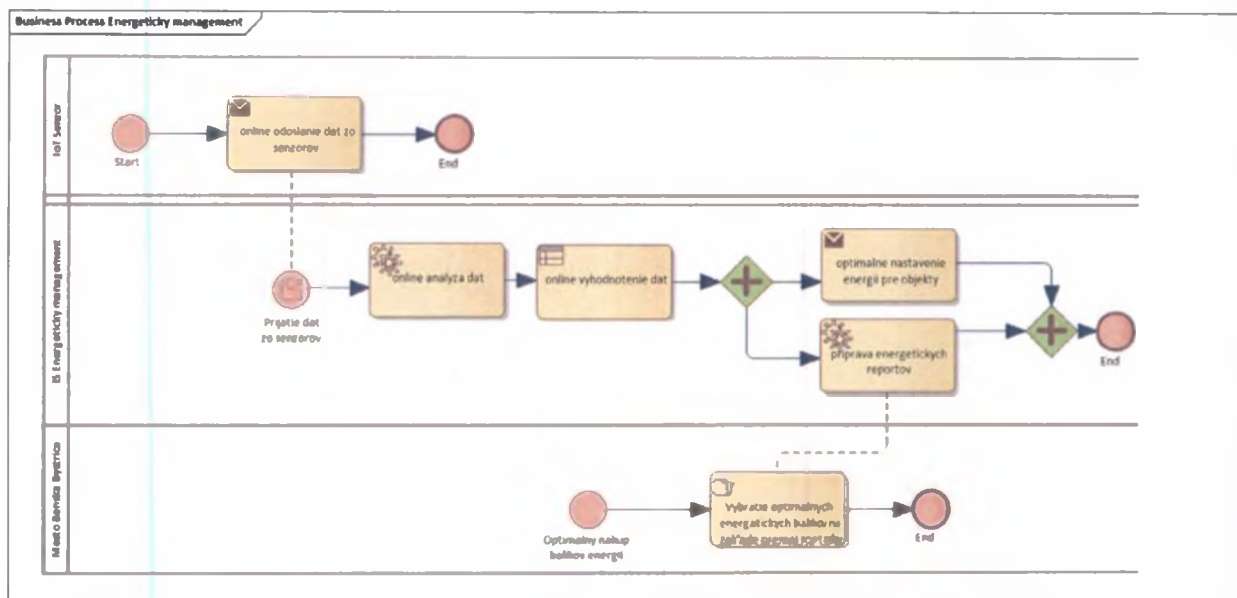 Business Process Energeticky management
IoT Senzor
Start
online odoslanie dat zo
senzorov
End
IS Energeticky management
Prijatie dat
zo senzorov
online analyza dat
online vyhodnotenie dat
optimalne nastavenie
energii pre objekty
priprava energetickych
reportov
End
Mesto Banska Bystrica
Optimalny nakup
balikov energii
Vybratie optimalnych
energetickych balikov na
zaklade
End